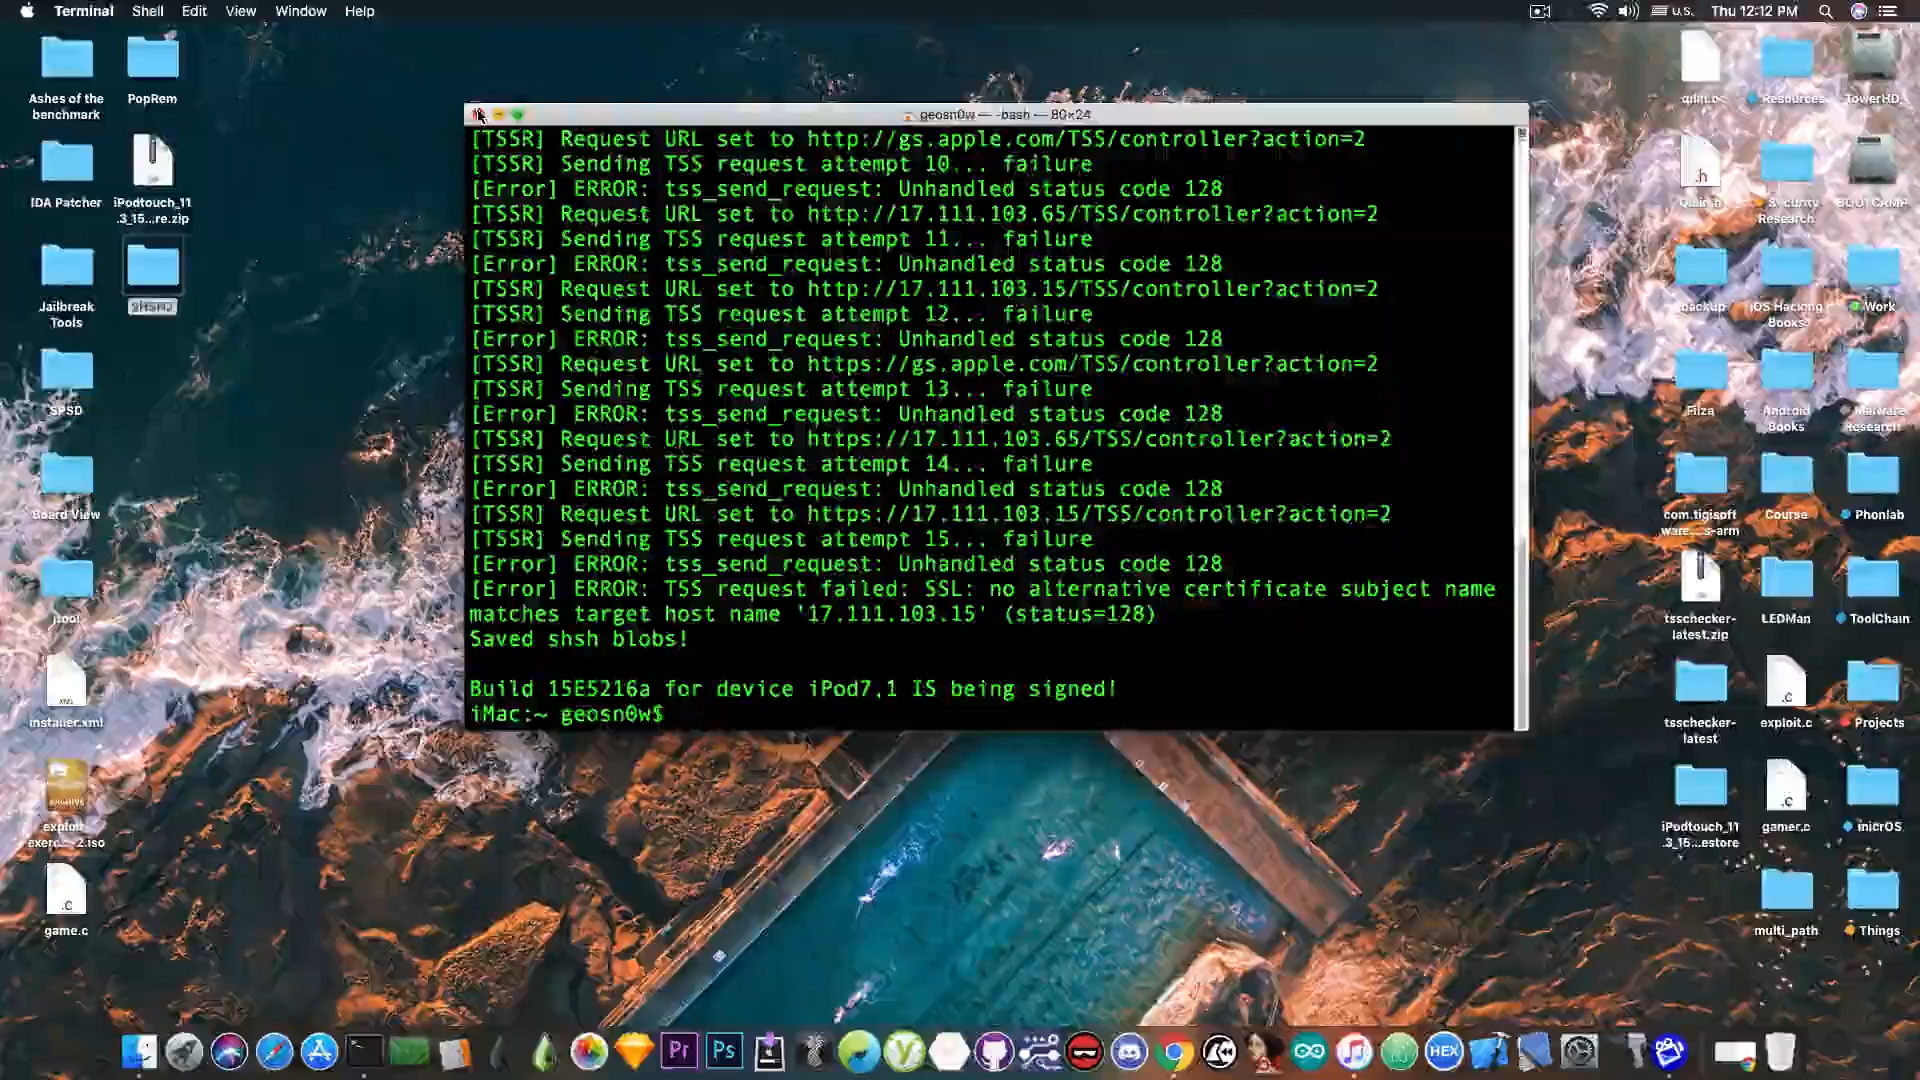 Terminal Shell Edit View Window Help
U.S. Thu 12:12 PM
Ashes of the
benchmark
PopRem
IDA Patcher
iPodtouch_11
.3_15...re.zip
Jailbreak
Tools
SPSD
Board View
installer.xml
exploit
exerc...-2.iso
game.c
geosn0w — -bash — 80×24
[TSSR] Request URL set to http://gs.apple.com/TSS/controller?action=2
[TSSR] Sending TSS request attempt 10... failure
[Error] ERROR: tss_send_request: Unhandled status code 128
[TSSR] Request URL set to http://17.111.103.65/TSS/controller?action=2
[TSSR] Sending TSS request attempt 11... failure
[Error] ERROR: tss_send_request: Unhandled status code 128
[TSSR] Request URL set to http://17.111.103.15/TSS/controller?action=2
[TSSR] Sending TSS request attempt 12... failure
[Error] ERROR: tss_send_request: Unhandled status code 128
[TSSR] Request URL set to https://gs.apple.com/TSS/controller?action=2
[TSSR] Sending TSS request attempt 13... failure
[Error] ERROR: tss_send_request: Unhandled status code 128
[TSSR] Request URL set to https://17.111.103.65/TSS/controller?action=2
[TSSR] Sending TSS request attempt 14... failure
[Error] ERROR: tss_send_request: Unhandled status code 128
[TSSR] Request URL set to https://17.111.103.15/TSS/controller?action=2
[TSSR] Sending TSS request attempt 15... failure
[Error] ERROR: tss_send_request: Unhandled status code 128
[Error] ERROR: TSS request failed: SSL: no alternative certificate subject name
matches target host name '17.111.103.15' (status=128)
Saved shsh blobs!
Build 15E5216a for device iPod7,1 IS being signed!
iMac:~ geosn0w$
Resources
TowerHD
.h
Security
Research
BOOTCAMP
backup
iOS Hacking
Books
Work
Filza
Android
Books
Malware
Research
com.tigisoft
ware...s-arm
Course
Phonlab
tsschecker-
latest.zip
LEDMan
ToolChain
tsschecker-
latest
exploit.c
Projects
iPodtouch_11
.3_15...estore
gamer.c
micrOS
multi_path
Things
Pr
Ps
HEX